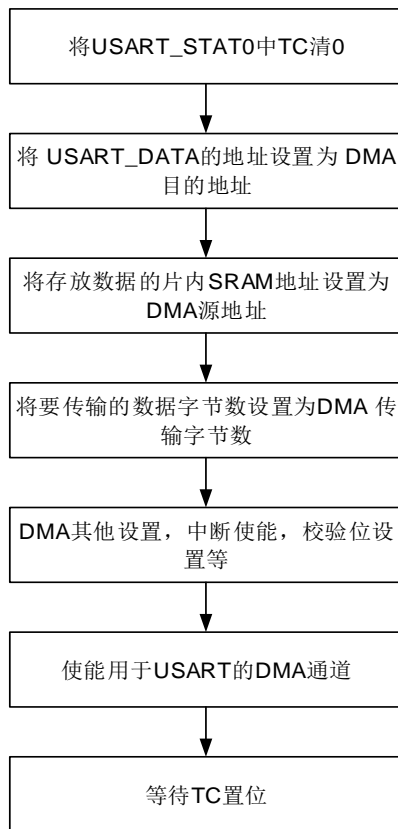 将USART_STAT0中TC清0
将 USART_DATA的地址设置为 DMA
目的地址
将存放数据的片内SRAM地址设置为
DMA源地址
将要传输的数据字节数设置为DMA 传
输字节数
DMA其他设置，中断使能，校验位设
置等
使能用于USART的DMA通道
等待TC置位